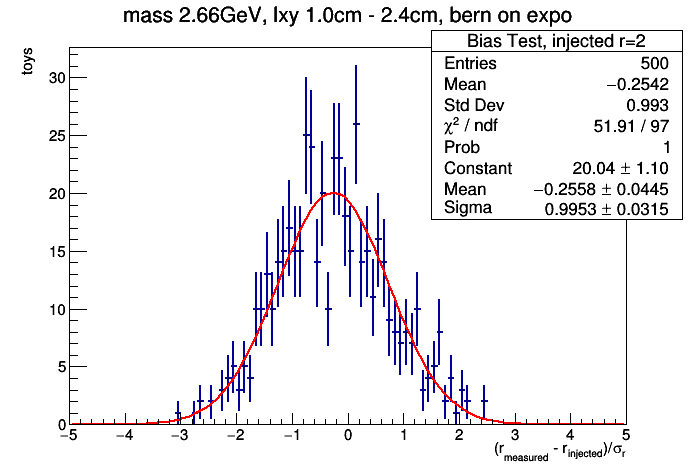 mass 2.66GeV, lxy 1.0cm - 2.4cm, bern on expo
Bias Test, injected r=2
Entries 500
Mean −0.2542
Std Dev 0.993
χ² / ndf 51.91 / 97
Prob 1
Constant 20.04 ± 1.10
Mean −0.2558 ± 0.0445
Sigma 0.9953 ± 0.0315
toys
30
25
20
15
10
5
0
−5 −4 −3 −2 −1 0 1 2 3 4 5
(r_measured - r_injected)/σ_r